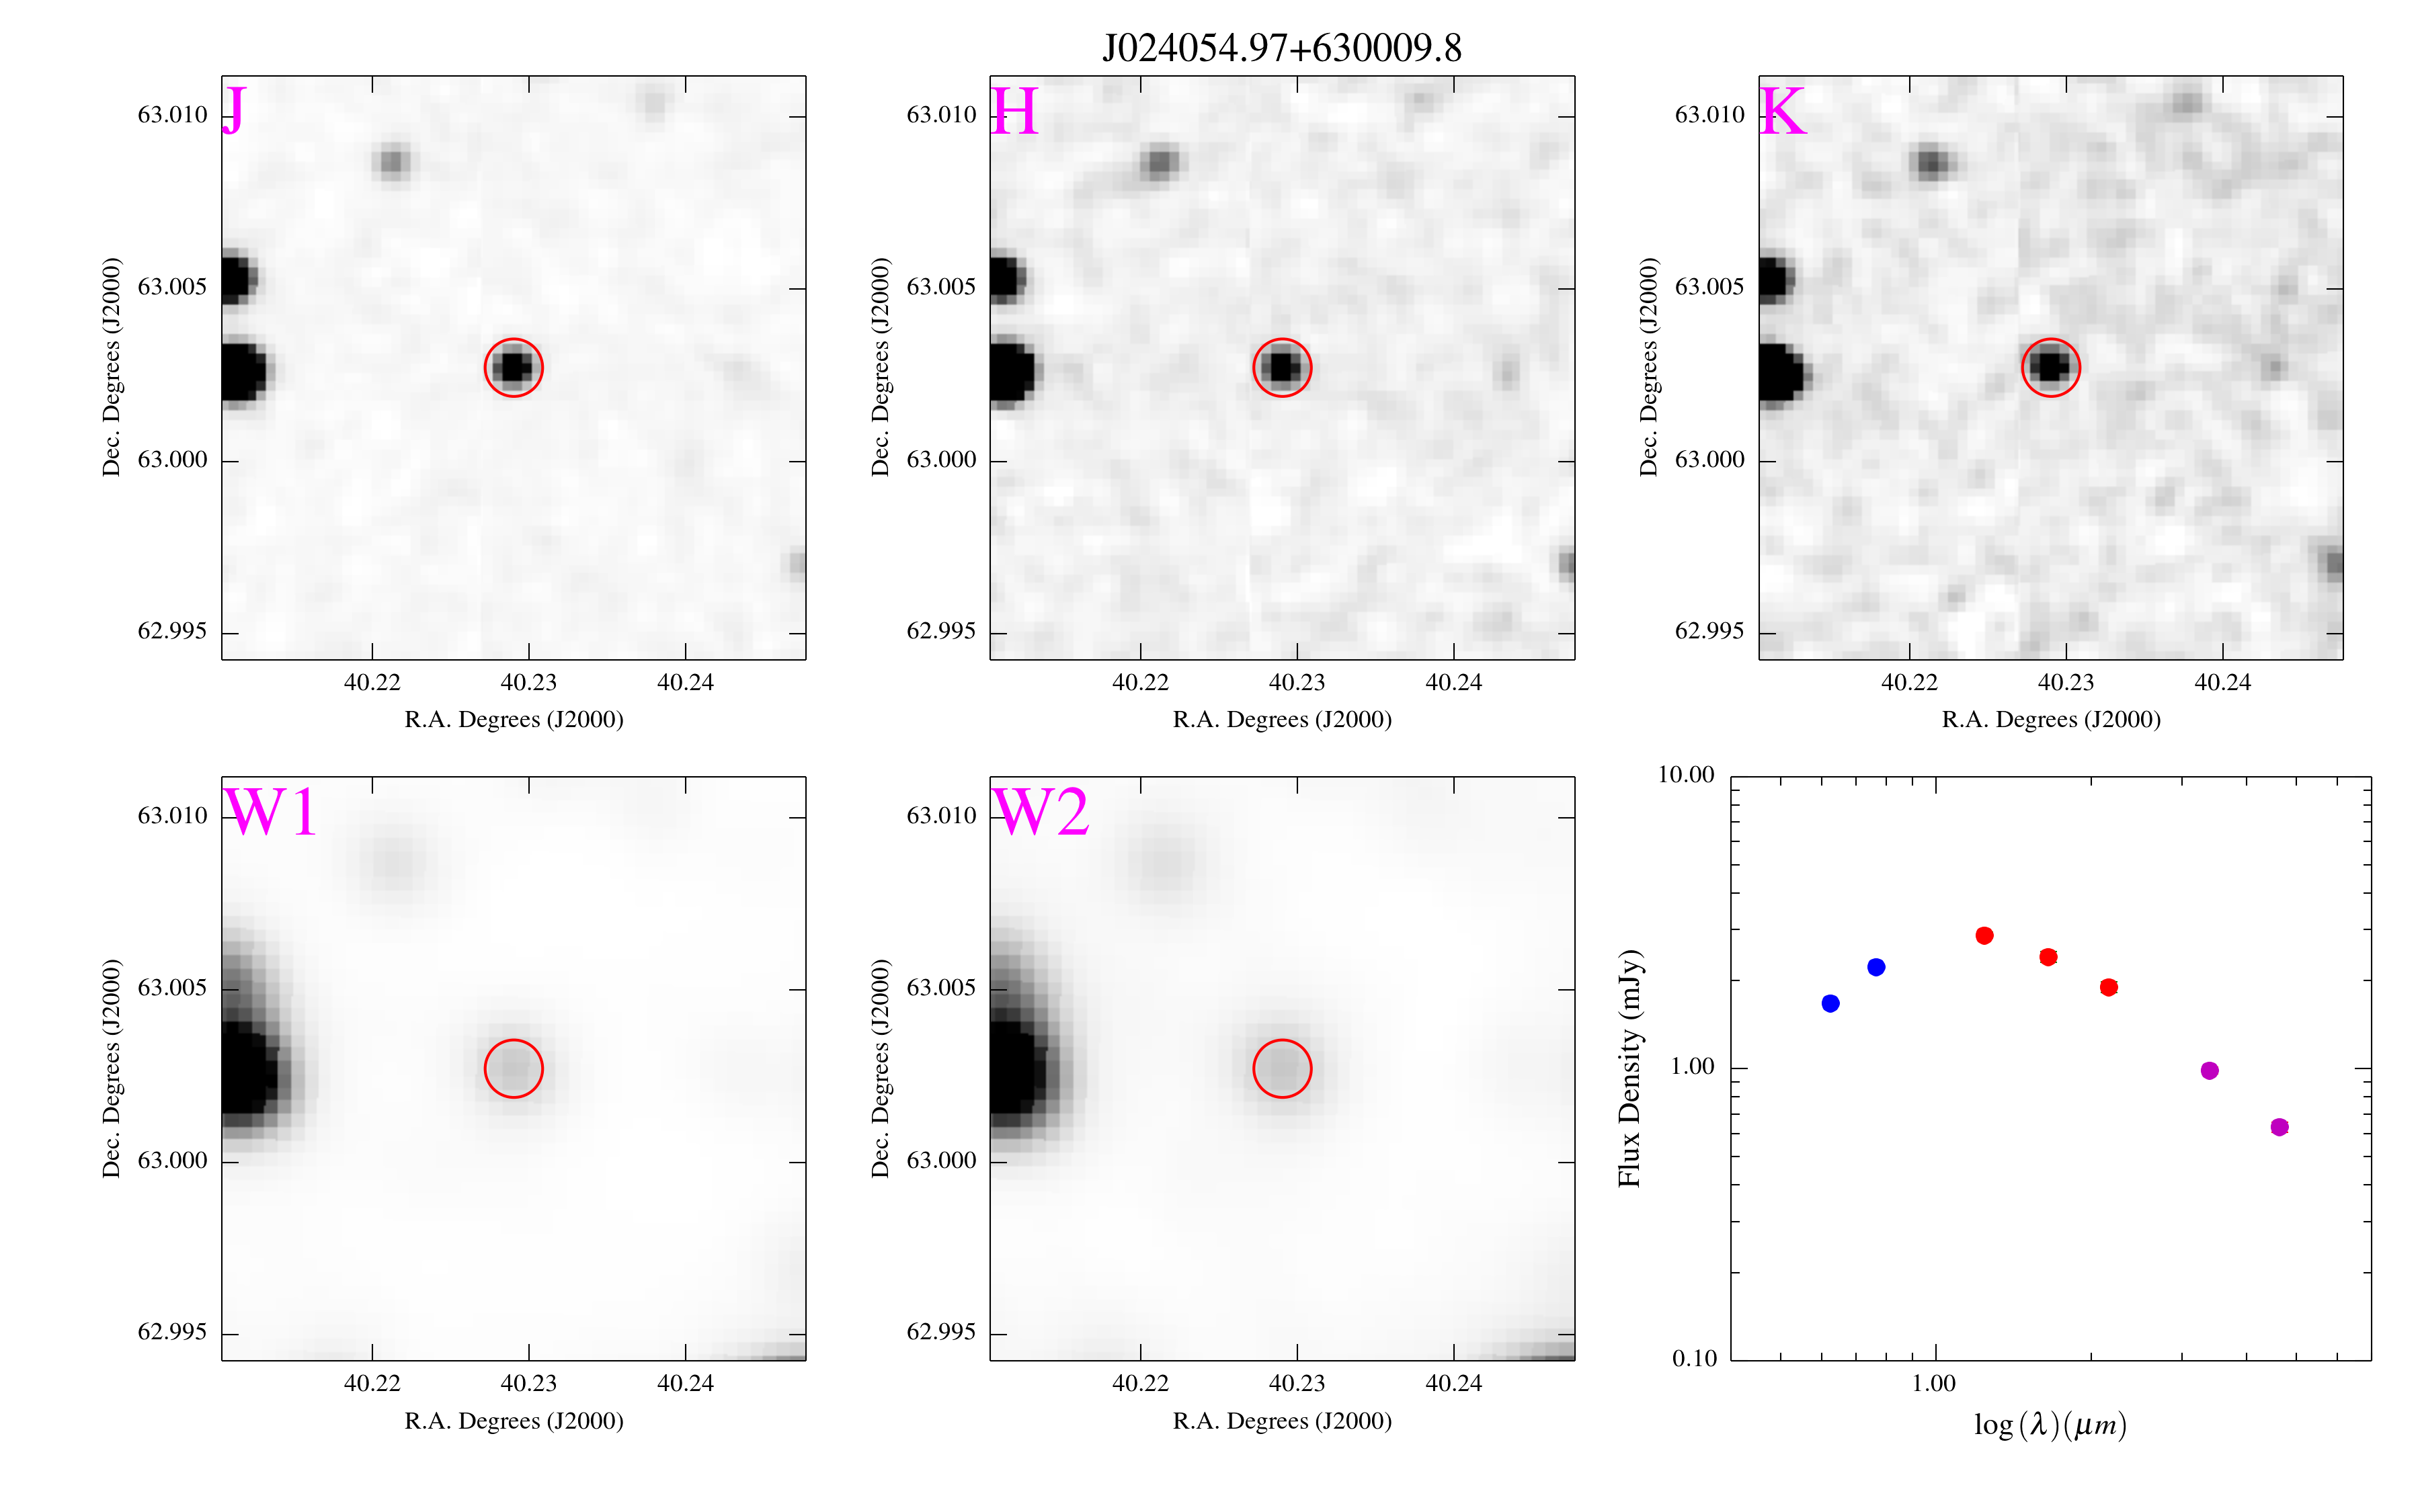 J024054.97+630009.8
J
63.010
63.005
63.000
62.995
Dec. Degrees (J2000)
40.22 40.23 40.24
R.A. Degrees (J2000)
H
63.010
63.005
63.000
62.995
Dec. Degrees (J2000)
40.22 40.23 40.24
R.A. Degrees (J2000)
K
63.010
63.005
63.000
62.995
Dec. Degrees (J2000)
40.22 40.23 40.24
R.A. Degrees (J2000)
W1
63.010
63.005
63.000
62.995
Dec. Degrees (J2000)
40.22 40.23 40.24
R.A. Degrees (J2000)
W2
63.010
63.005
63.000
62.995
Dec. Degrees (J2000)
40.22 40.23 40.24
R.A. Degrees (J2000)
10.00
1.00
0.10
Flux Density (mJy)
1.00
log(λ)(μm)